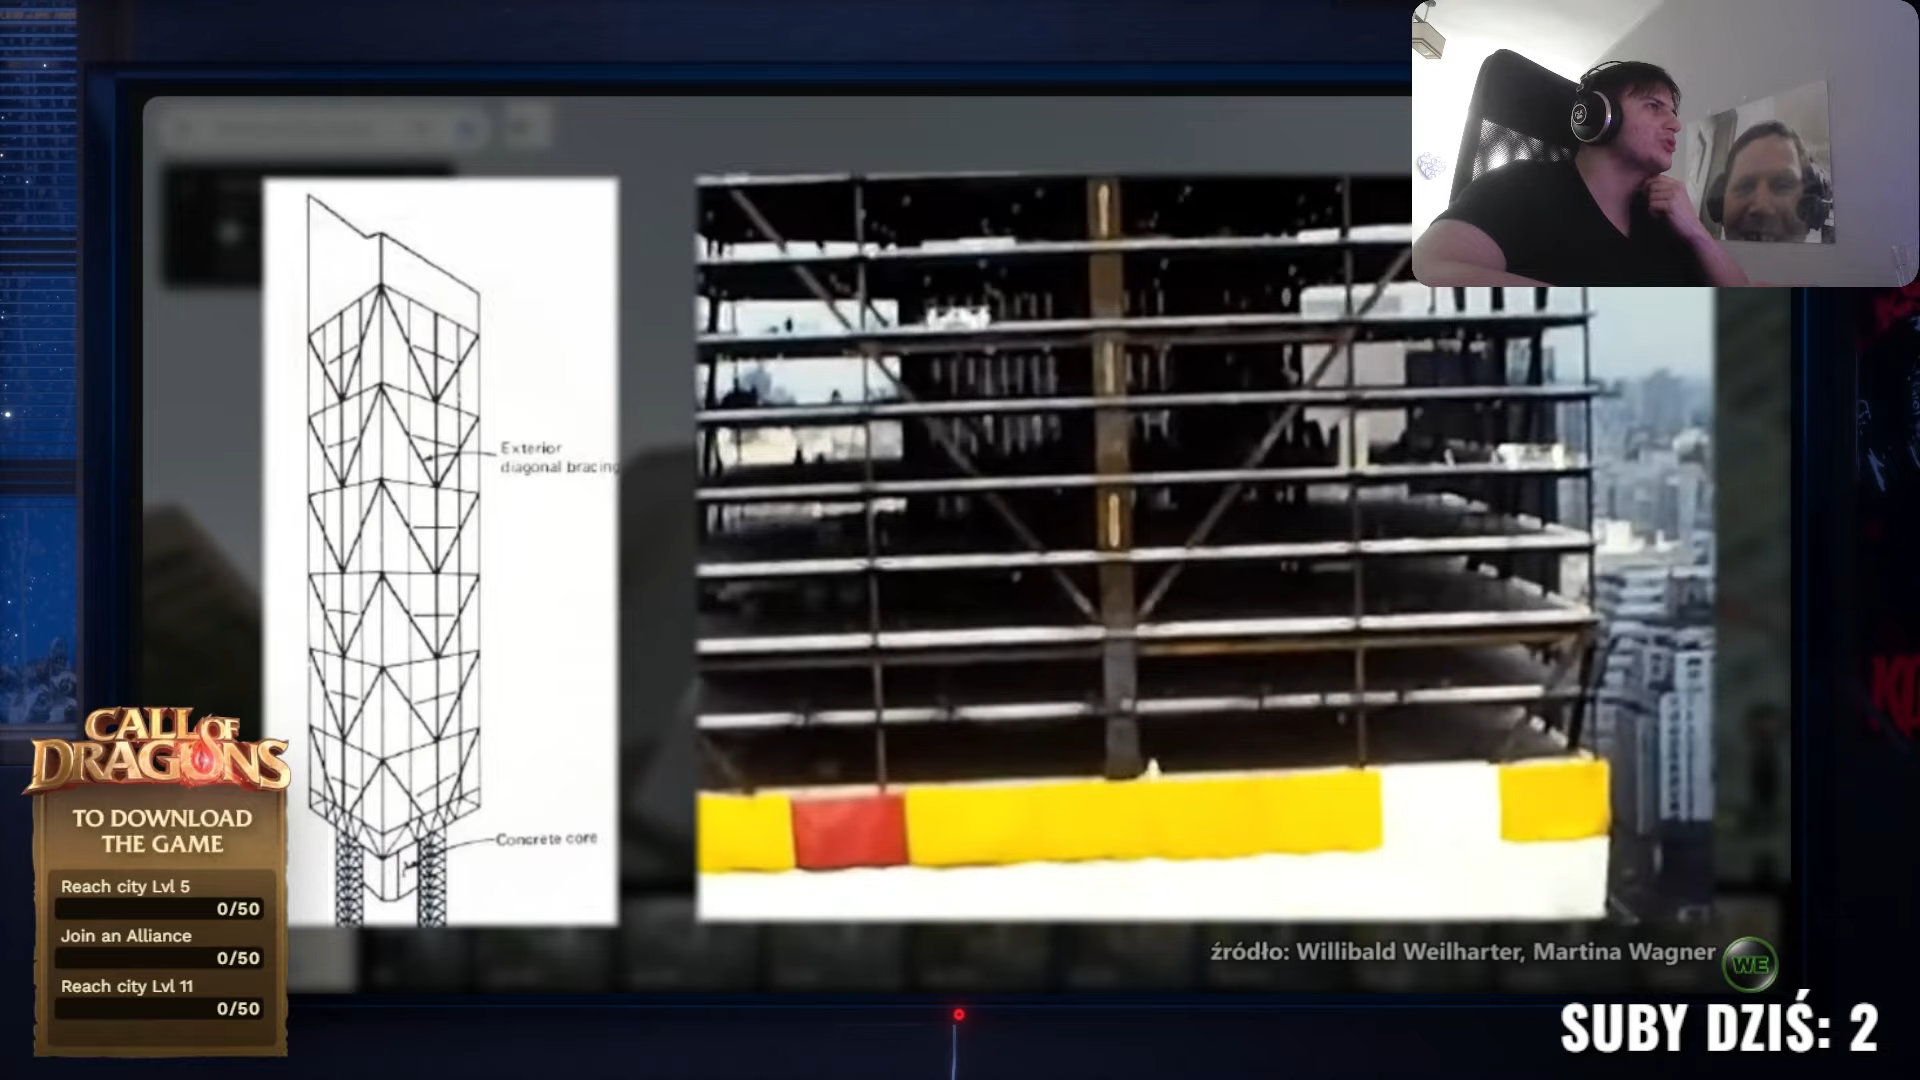 Exterior
diagonal bracing
Concrete core
CALL OF
DRAGONS
TO DOWNLOAD
THE GAME
Reach city Lvl 5
0/50
Join an Alliance
0/50
Reach city Lvl 11
0/50
źródło: Willibald Weilharter, Martina Wagner
WE
SUBY DZIŚ: 2